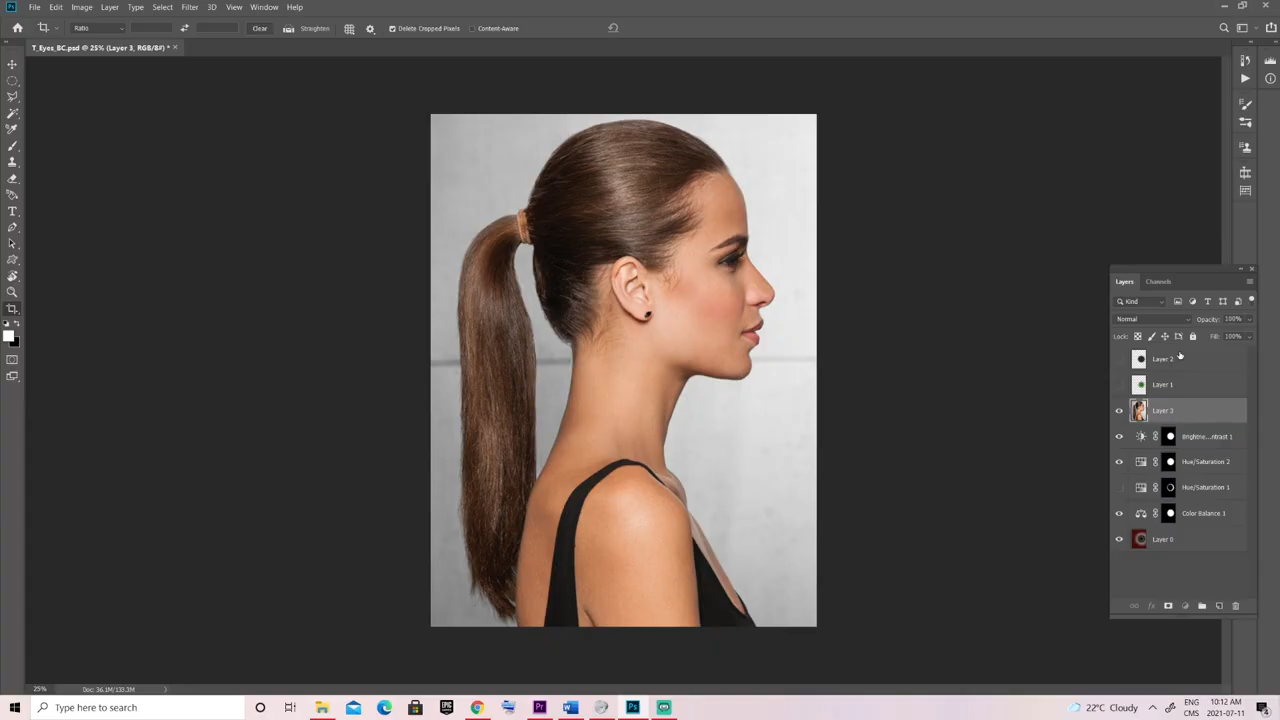 File Edit Image Layer Type Select Filter 3D View Window Help
Ratio Clear Straighten Delete Cropped Pixels Content-Aware
T_Eyes_BC.psd @ 25% (Layer 3, RGB/8#) * ×
Layers Channels
Kind
Normal Opacity: 100%
Lock: Fill: 100%
Layer 2
Layer 1
Layer 3
Brightne...ntrast 1
Hue/Saturation 2
Hue/Saturation 1
Color Balance 1
Layer 0
25% Doc: 36.1M/133.3M
Type here to search
22°C Cloudy
10:12 AM
CMS 2021-07-11